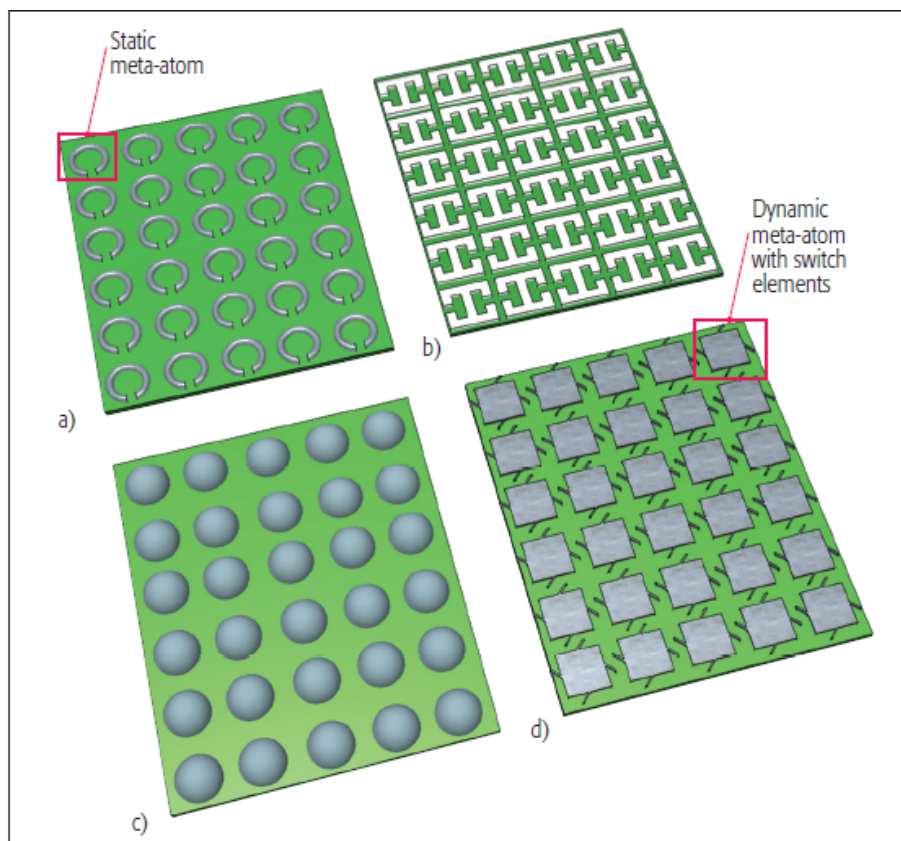 Static
meta-atom
a)
b)
Dynamic
meta-atom
with switch
elements
c)
d)